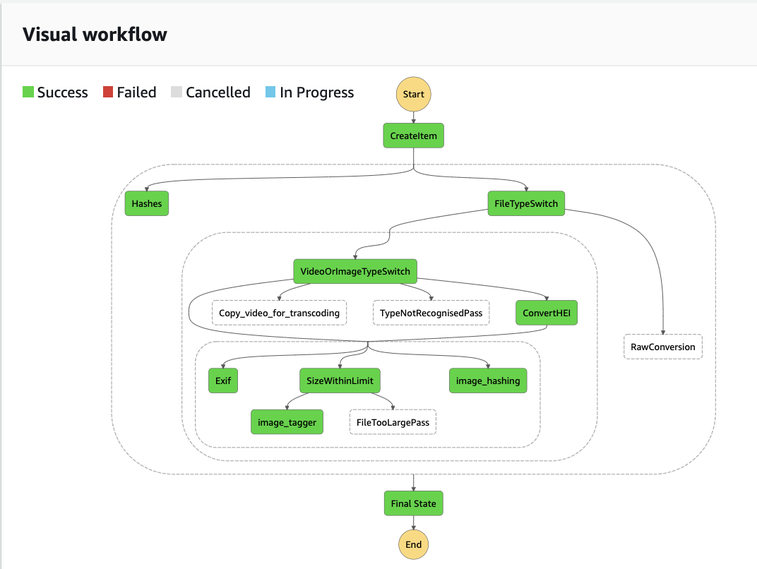 Visual workflow
Success Failed Cancelled In Progress
Start
CreateItem
Hashes
FileTypeSwitch
VideoOrImageTypeSwitch
Copy_video_for_transcoding
TypeNotRecognisedPass
ConvertHEI
RawConversion
Exif
SizeWithinLimit
image_hashing
image_tagger
FileTooLargePass
Final State
End